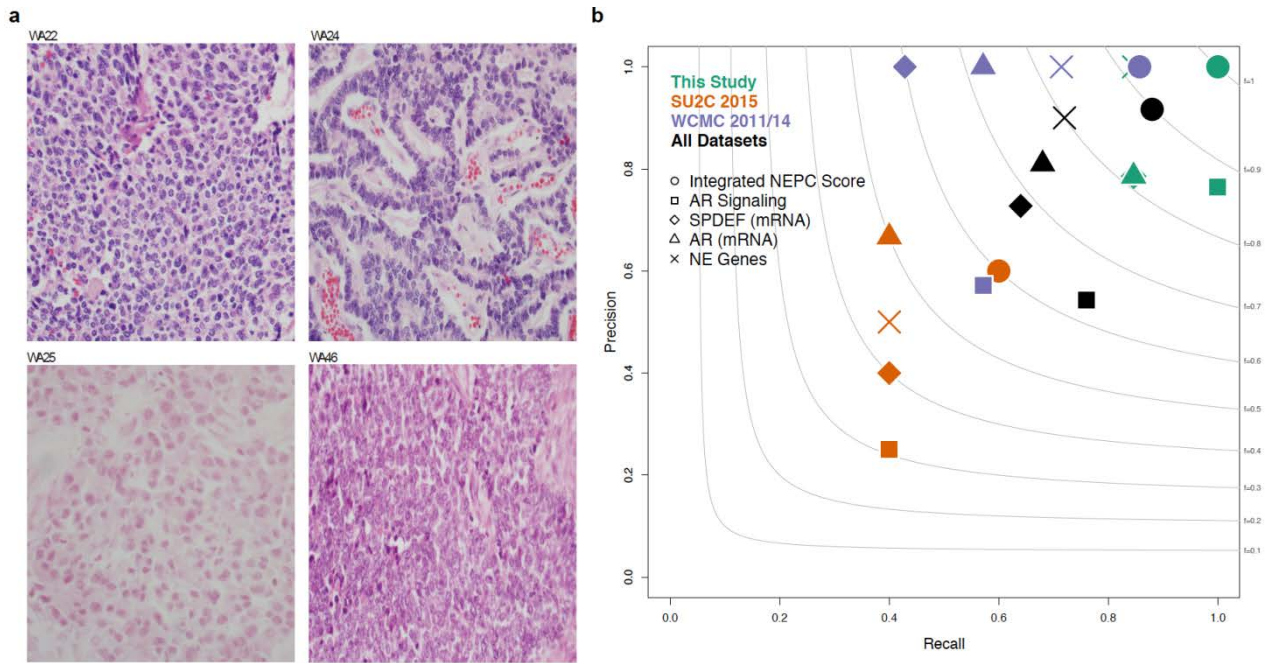 a
WA22
WA24
WA25
WA46
b
This Study
SU2C 2015
WCMC 2011/14
All Datasets
Integrated NEPC Score
AR Signaling
SPDEF (mRNA)
AR (mRNA)
NE Genes
Precision
1.0
0.8
0.6
0.4
0.2
0.0
0.0 0.2 0.4 0.6 0.8 1.0
Recall
f=1
f=0.9
f=0.8
f=0.7
f=0.6
f=0.5
f=0.4
f=0.3
f=0.2
f=0.1